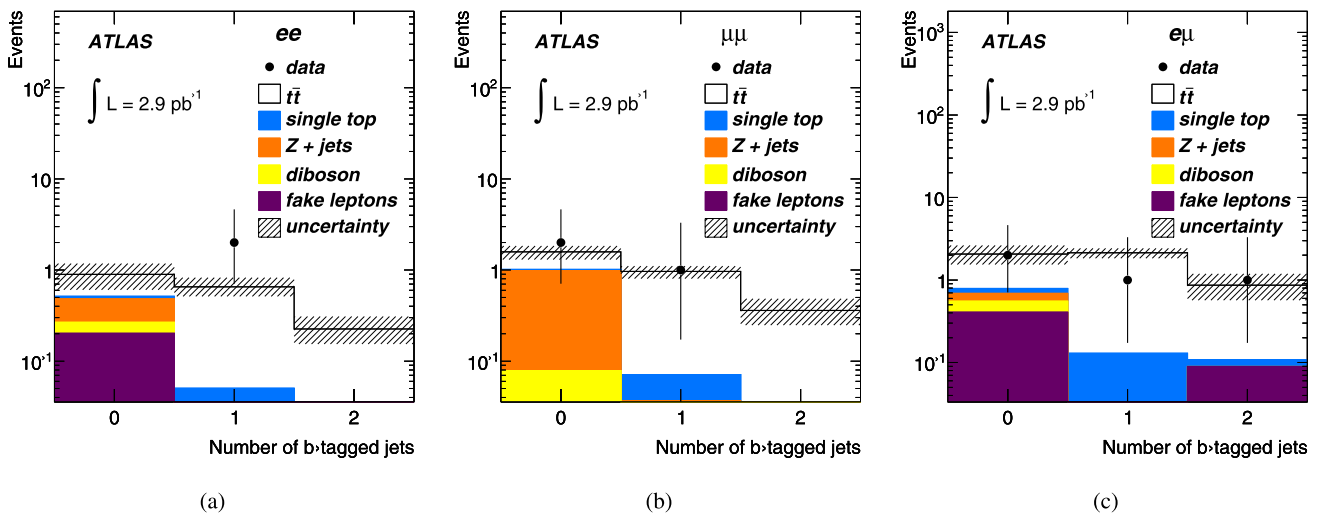 Events
10²
10
1
10⁻¹
ATLAS
ee
∫ L = 2.9 pb›1
data
tt̄
single top
Z + jets
diboson
fake leptons
uncertainty
0 1 2
Number of b›tagged jets
(a)
Events
10²
10
1
10⁻¹
ATLAS
μμ
∫ L = 2.9 pb›1
data
tt̄
single top
Z + jets
diboson
fake leptons
uncertainty
0 1 2
Number of b›tagged jets
(b)
Events
10³
10²
10
1
10⁻¹
ATLAS
eμ
∫ L = 2.9 pb›1
data
tt̄
single top
Z + jets
diboson
fake leptons
uncertainty
0 1 2
Number of b›tagged jets
(c)